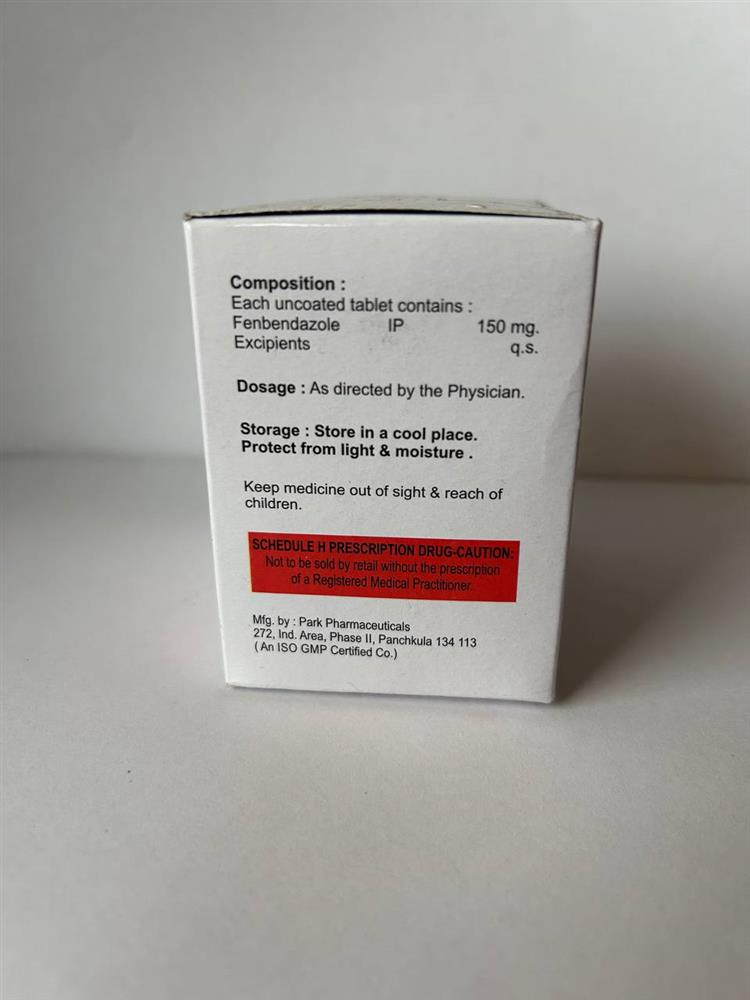 Composition :
Each uncoated tablet contains :
Fenbendazole IP 150 mg.
Excipients q.s.
Dosage : As directed by the Physician.
Storage : Store in a cool place.
Protect from light & moisture .
Keep medicine out of sight & reach of
children.
SCHEDULE H PRESCRIPTION DRUG-CAUTION:
Not to be sold by retail without the prescription
of a Registered Medical Practitioner.
Mfg. by : Park Pharmaceuticals
272, Ind. Area, Phase II, Panchkula 134 113
( An ISO GMP Certified Co.)